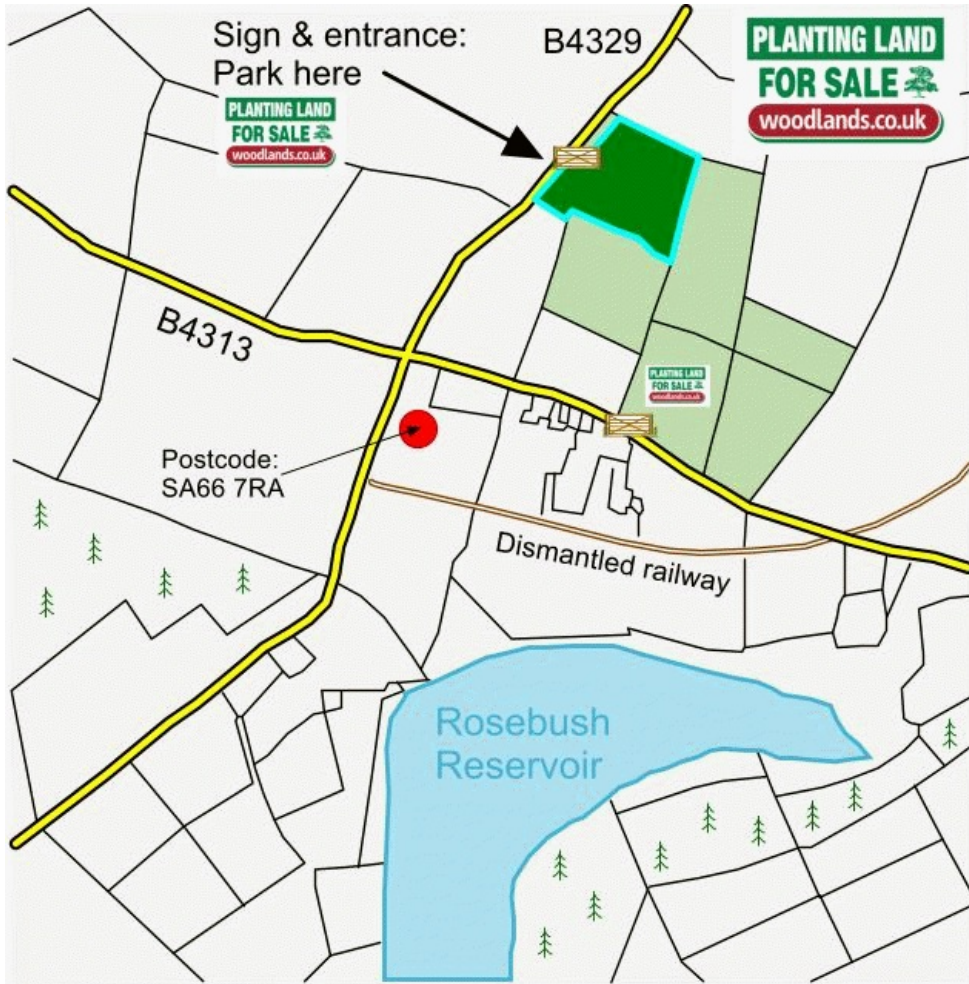 Sign & entrance:
Park here
B4329
PLANTING LAND
FOR SALE
woodlands.co.uk
PLANTING LAND
FOR SALE
woodlands.co.uk
B4313
PLANTING LAND
FOR SALE
woodlands.co.uk
Postcode:
SA66 7RA
Dismantled railway
Rosebush
Reservoir